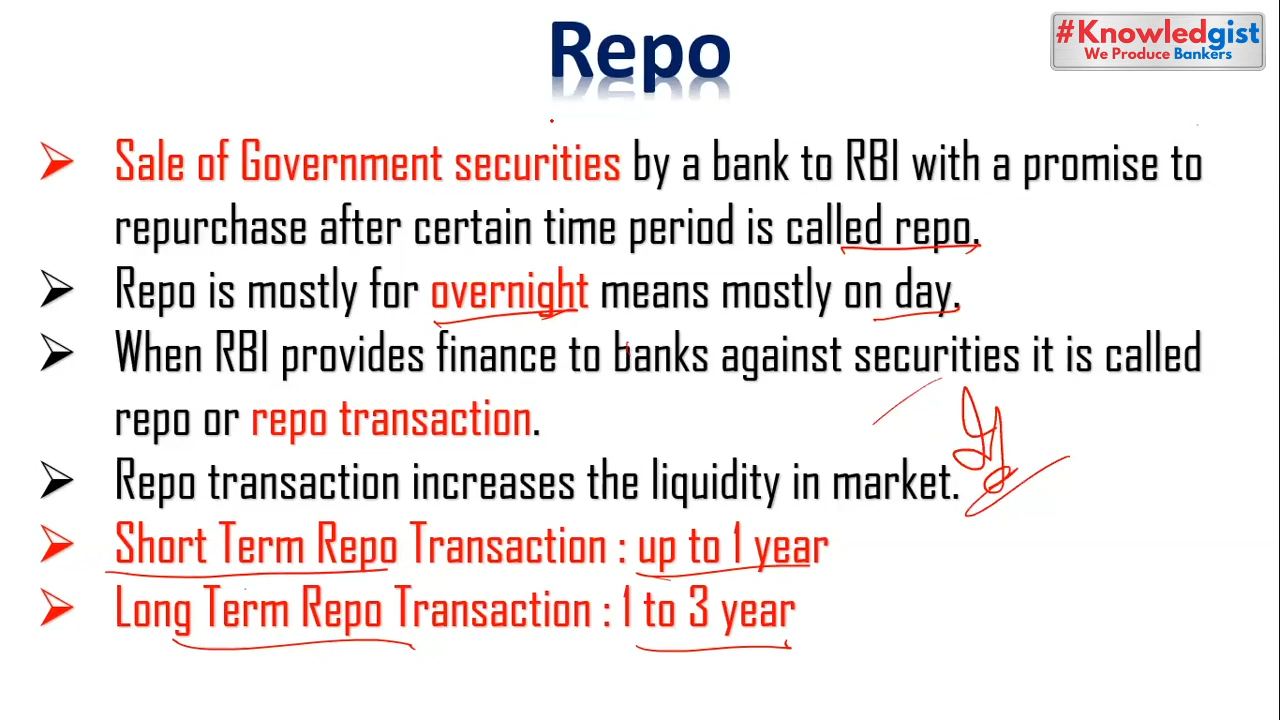 Repo
#Knowledgist
We Produce Bankers
Sale of Government securities by a bank to RBI with a promise to
repurchase after certain time period is called repo.
Repo is mostly for overnight means mostly on day.
When RBI provides finance to banks against securities it is called
repo or repo transaction.
Repo transaction increases the liquidity in market.
Short Term Repo Transaction : up to 1 year
Long Term Repo Transaction : 1 to 3 year